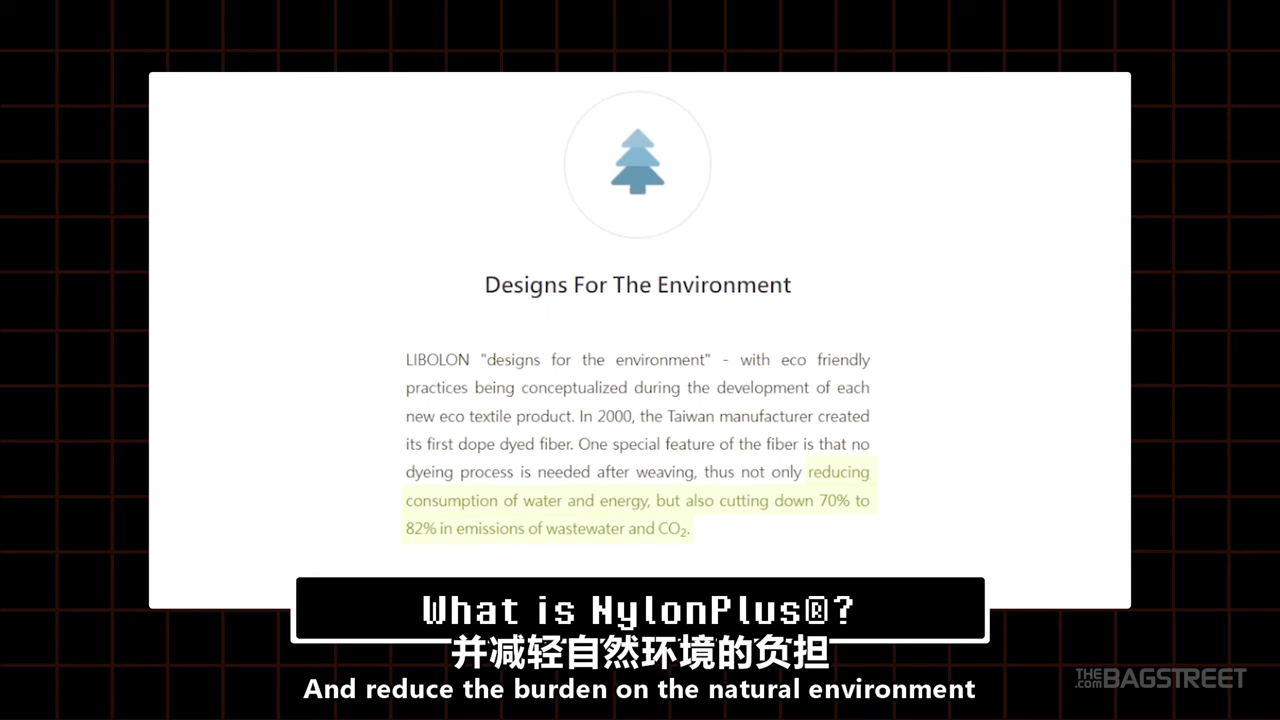 Designs For The Environment
LIBOLON "designs for the environment" - with eco friendly
practices being conceptualized during the development of each
new eco textile product. In 2000, the Taiwan manufacturer created
its first dope dyed fiber. One special feature of the fiber is that no
dyeing process is needed after weaving, thus not only reducing
consumption of water and energy, but also cutting down 70% to
82% in emissions of wastewater and CO₂.
What is NylonPlus®?
并减轻自然环境的负担
And reduce the burden on the natural environment
THE BAGSTREET .com